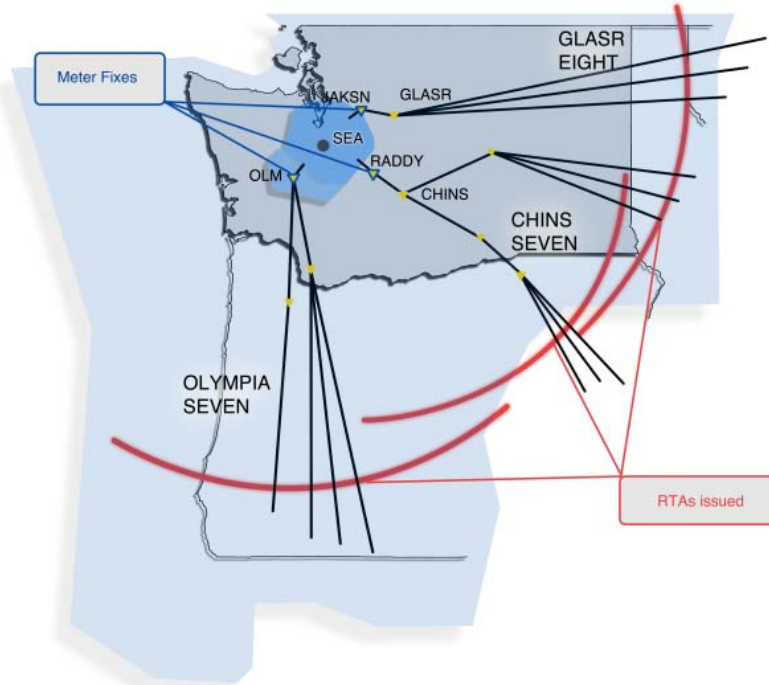 GLASR
EIGHT
Meter Fixes
JAKSN
GLASR
SEA
RADDY
OLM
CHINS
CHINS
SEVEN
OLYMPIA
SEVEN
RTAs issued